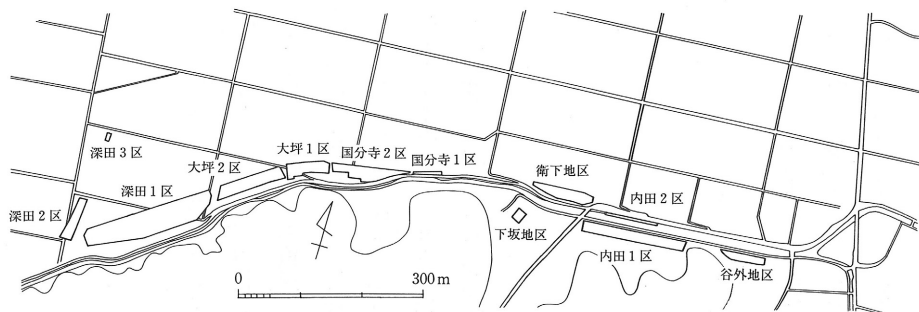 深田3区
深田2区
深田1区
大坪2区
大坪1区
国分寺2区
国分寺1区
衛下地区
下坂地区
内田2区
内田1区
谷外地区
0
300m